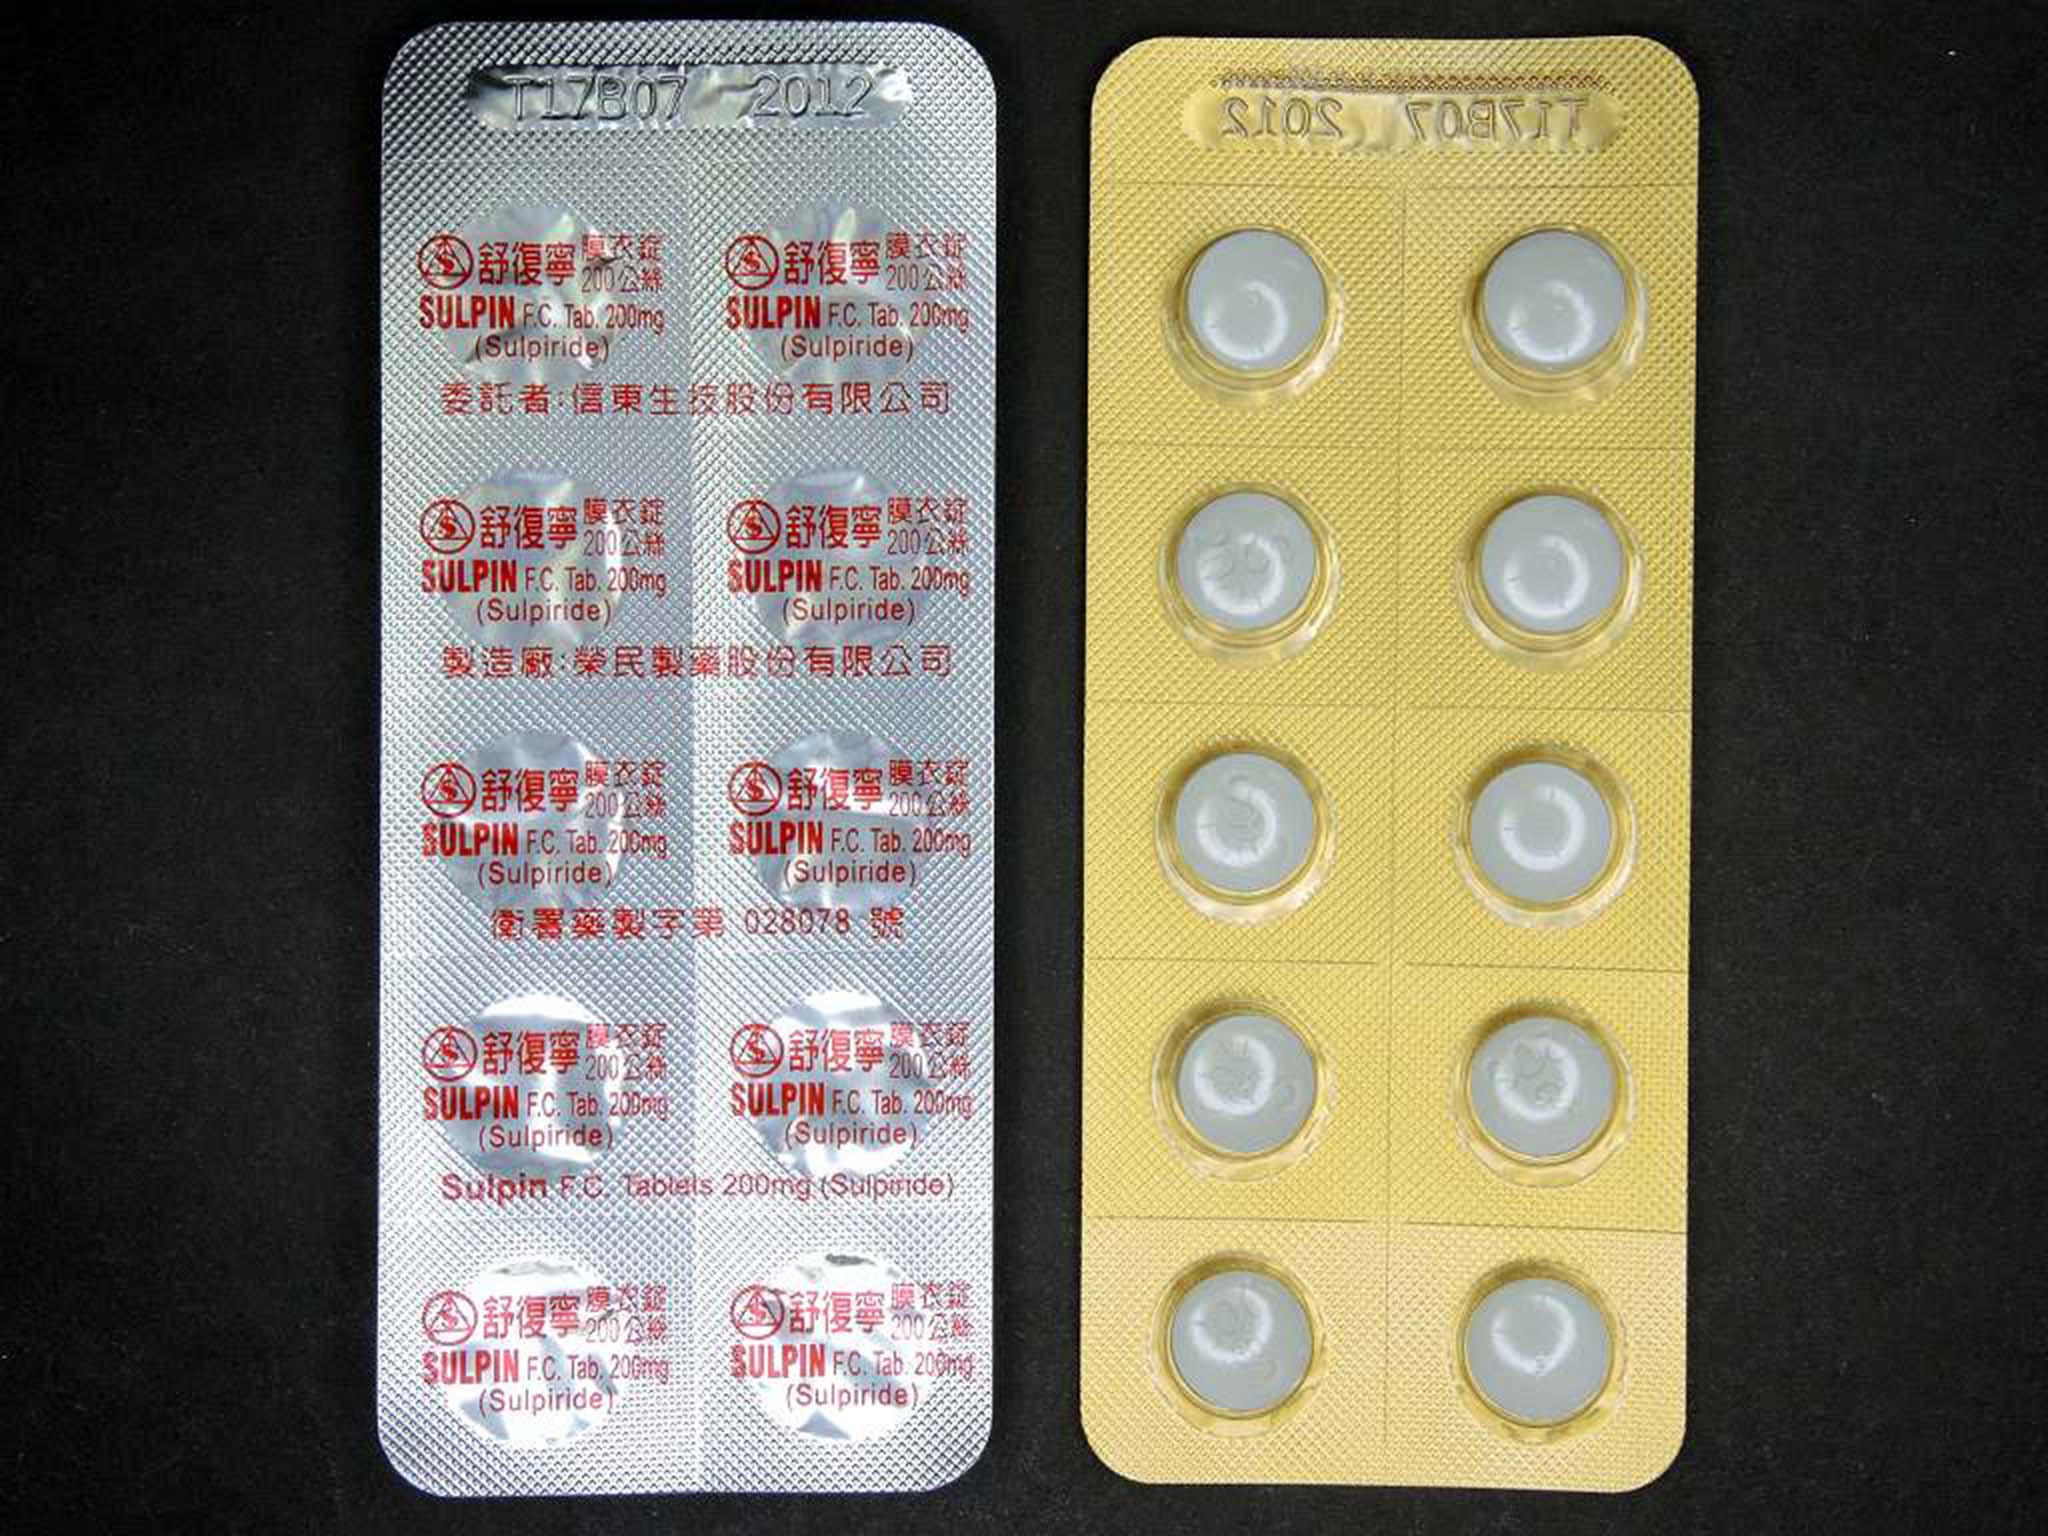 T17B07 2012
舒復寧 膜衣錠 200公絲 舒復寧 膜衣錠 200公絲
SULPIN F.C. Tab. 200mg SULPIN F.C. Tab. 200mg
(Sulpiride) (Sulpiride)
委託者:信東生技股份有限公司
舒復寧 膜衣錠 200公絲 舒復寧 膜衣錠 200公絲
SULPIN F.C. Tab. 200mg SULPIN F.C. Tab. 200mg
(Sulpiride) (Sulpiride)
製造廠:榮民製藥股份有限公司
舒復寧 膜衣錠 200公絲 舒復寧 膜衣錠 200公絲
SULPIN F.C. Tab. 200mg SULPIN F.C. Tab. 200mg
(Sulpiride) (Sulpiride)
衛署藥製字第 028078 號
舒復寧 膜衣錠 200公絲 舒復寧 膜衣錠 200公絲
SULPIN F.C. Tab. 200mg SULPIN F.C. Tab. 200mg
(Sulpiride) (Sulpiride)
Sulpin F.C. Tablets 200mg (Sulpiride)
舒復寧 膜衣錠 200公絲 舒復寧 膜衣錠 200公絲
SULPIN F.C. Tab. 200mg SULPIN F.C. Tab. 200mg
(Sulpiride) (Sulpiride)
T17B07 2012